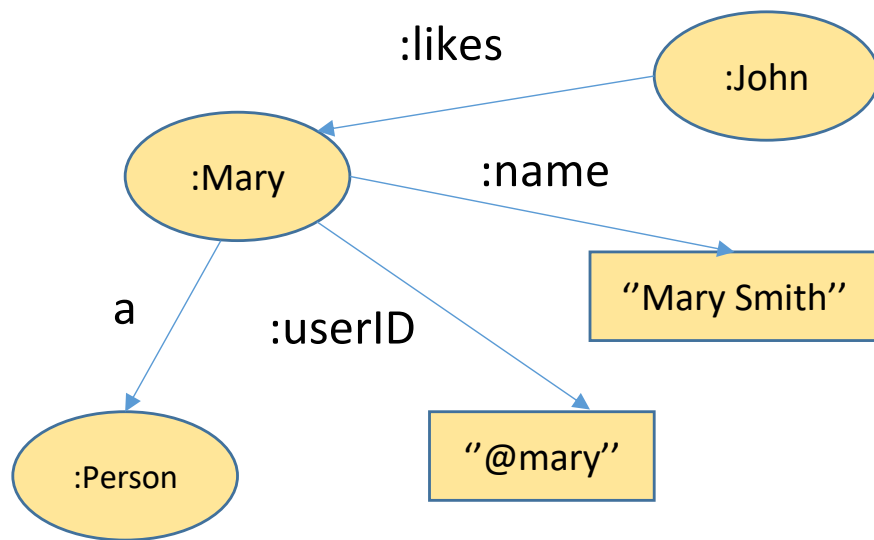 :likes
:John
:Mary
:name
‘’Mary Smith’’
a
:userID
‘’@mary’’
:Person